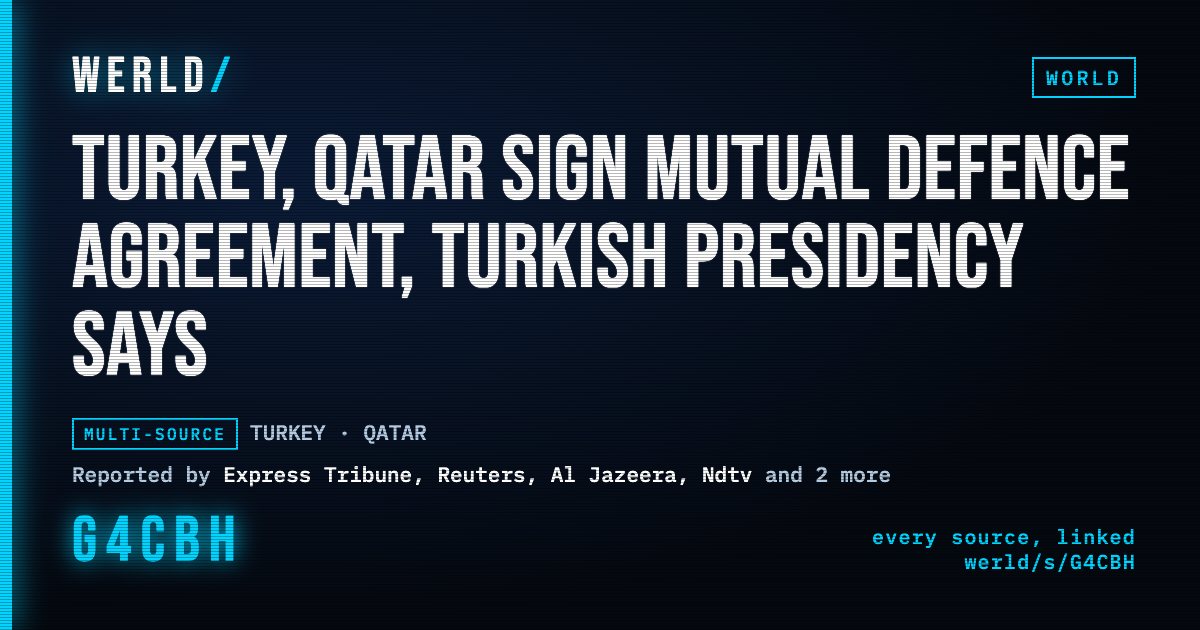 WERLD/
WORLD
TURKEY, QATAR SIGN MUTUAL DEFENCE
AGREEMENT, TURKISH PRESIDENCY
SAYS
MULTI-SOURCE TURKEY · QATAR
Reported by Express Tribune, Reuters, Al Jazeera, Ndtv and 2 more
G4CBH
every source, linked
werld/s/G4CBH